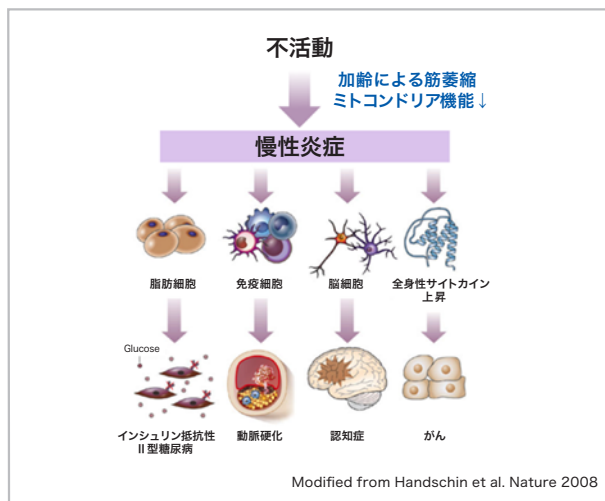 不活動
加齢による筋萎縮
ミトコンドリア機能↓
慢性炎症
脂肪細胞
免疫細胞
脳細胞
全身性サイトカイン
上昇
Glucose
インシュリン抵抗性
II型糖尿病
動脈硬化
認知症
がん
Modified from Handschin et al. Nature 2008